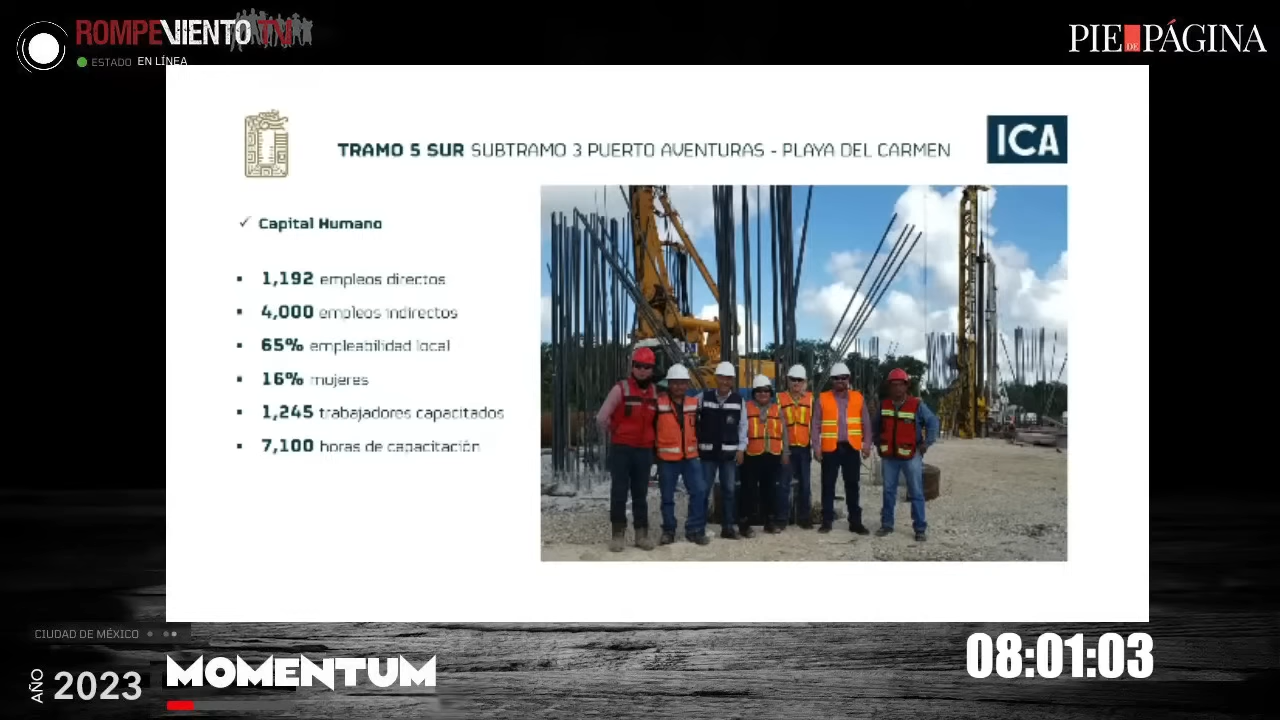 ROMPEVIENTO TV
ESTADO EN LÍNEA
PIE DE PÁGINA
TRAMO 5 SUR SUBTRAMO 3 PUERTO AVENTURAS - PLAYA DEL CARMEN
ICA
✓ Capital Humano
▪ 1,192 empleos directos
▪ 4,000 empleos indirectos
▪ 65% empleabilidad local
▪ 16% mujeres
▪ 1,245 trabajadores capacitados
▪ 7,100 horas de capacitación
CIUDAD DE MÉXICO
AÑO 2023
MOMENTUM
08:01:03